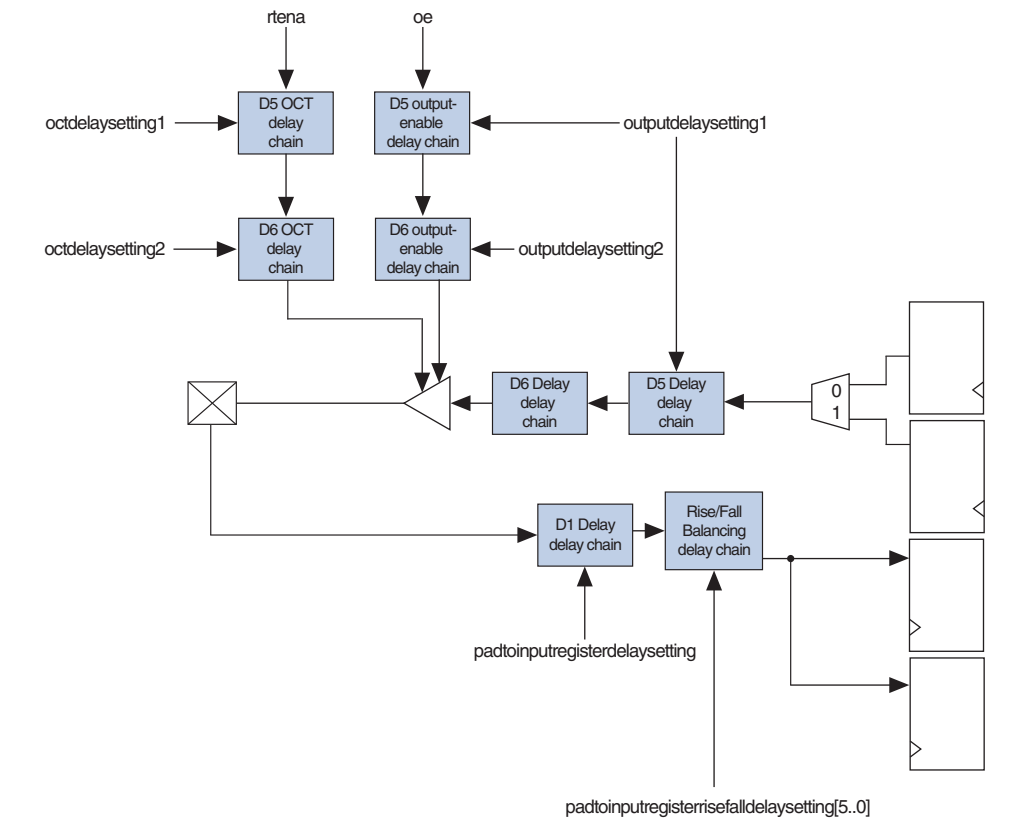 rtena
oe
D5 OCT
delay
chain
D5 output-
enable
delay chain
octdelaysetting1
outputdelaysetting1
D6 OCT
delay
chain
D6 output-
enable
delay chain
octdelaysetting2
outputdelaysetting2
D6 Delay
delay
chain
D5 Delay
delay
chain
0
1
D1 Delay
delay chain
Rise/Fall
Balancing
delay chain
padtoinputregisterdelaysetting
padtoinputregisterrisefalldelaysetting[5..0]